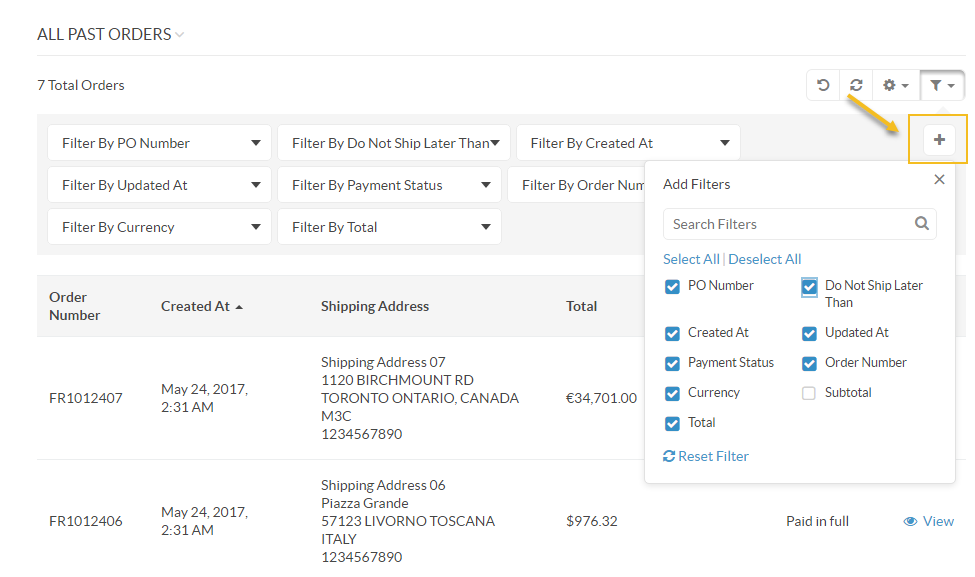 ALL PAST ORDERS
7 Total Orders
Filter By PO Number
Filter By Do Not Ship Later Than
Filter By Created At
Filter By Updated At
Filter By Payment Status
Filter By Order Num
Filter By Currency
Filter By Total
Add Filters
Search Filters
Select All | Deselect All
PO Number
Do Not Ship Later
Than
Created At
Updated At
Payment Status
Order Number
Currency
Subtotal
Total
Reset Filter
Order
Number
Created At
Shipping Address
Total
FR1012407
May 24, 2017,
2:31 AM
Shipping Address 07
1120 BIRCHMOUNT RD
TORONTO ONTARIO, CANADA
M3C
1234567890
€34,701.00
FR1012406
May 24, 2017,
2:31 AM
Shipping Address 06
Piazza Grande
57123 LIVORNO TOSCANA
ITALY
1234567890
$976.32
Paid in full
View